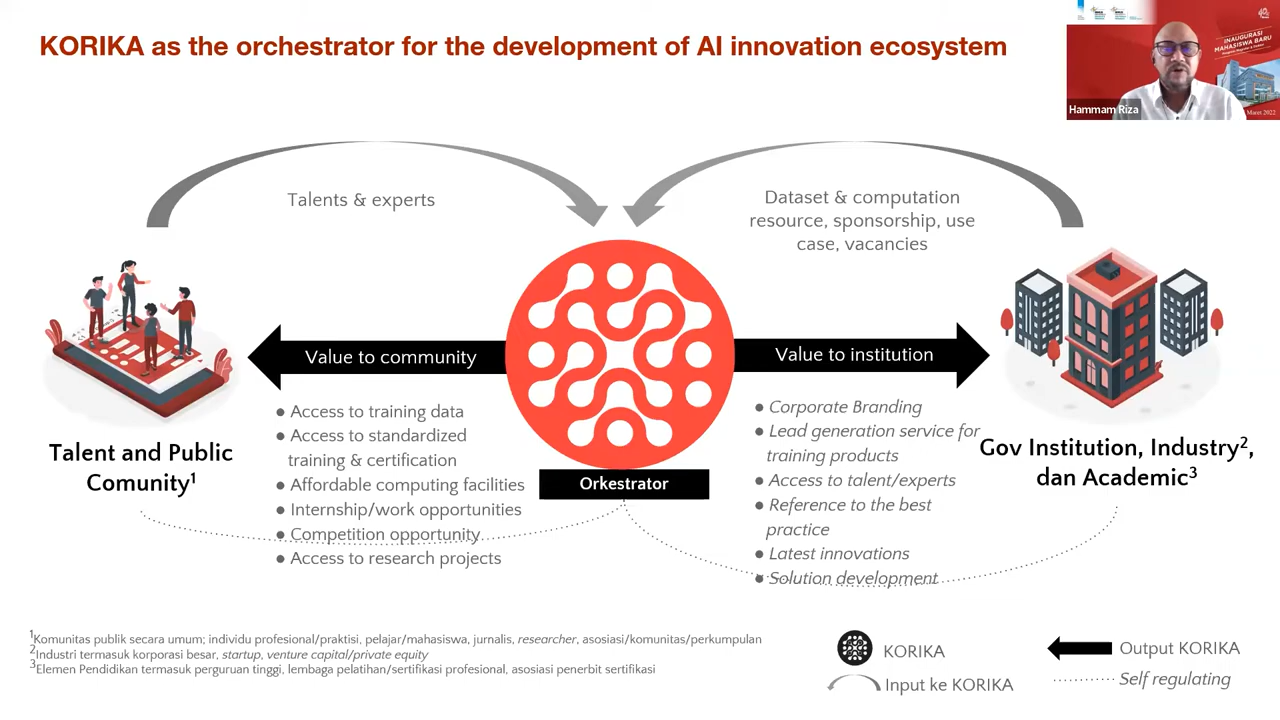 KORIKA as the orchestrator for the development of AI innovation ecosystem
INAUGURASI
MAHASISWA BARU
Hammam Riza
Maret 2022
Talents & experts
Dataset & computation
resource, sponsorship, use
case, vacancies
Value to community
Value to institution
● Access to training data
● Access to standardized
training & certification
● Affordable computing facilities
● Internship/work opportunities
● Competition opportunity
● Access to research projects
● Corporate Branding
● Lead generation service for
training products
● Access to talent/experts
● Reference to the best
practice
● Latest innovations
● Solution development
Talent and Public
Comunity¹
Orkestrator
Gov Institution, Industry²,
dan Academic³
¹Komunitas publik secara umum; individu profesional/praktisi, pelajar/mahasiswa, jurnalis, researcher, asosiasi/komunitas/perkumpulan
²Industri termasuk korporasi besar, startup, venture capital/private equity
³Elemen Pendidikan termasuk perguruan tinggi, lembaga pelatihan/sertifikasi profesional, asosiasi penerbit sertifikasi
KORIKA
Output KORIKA
Input ke KORIKA
Self regulating